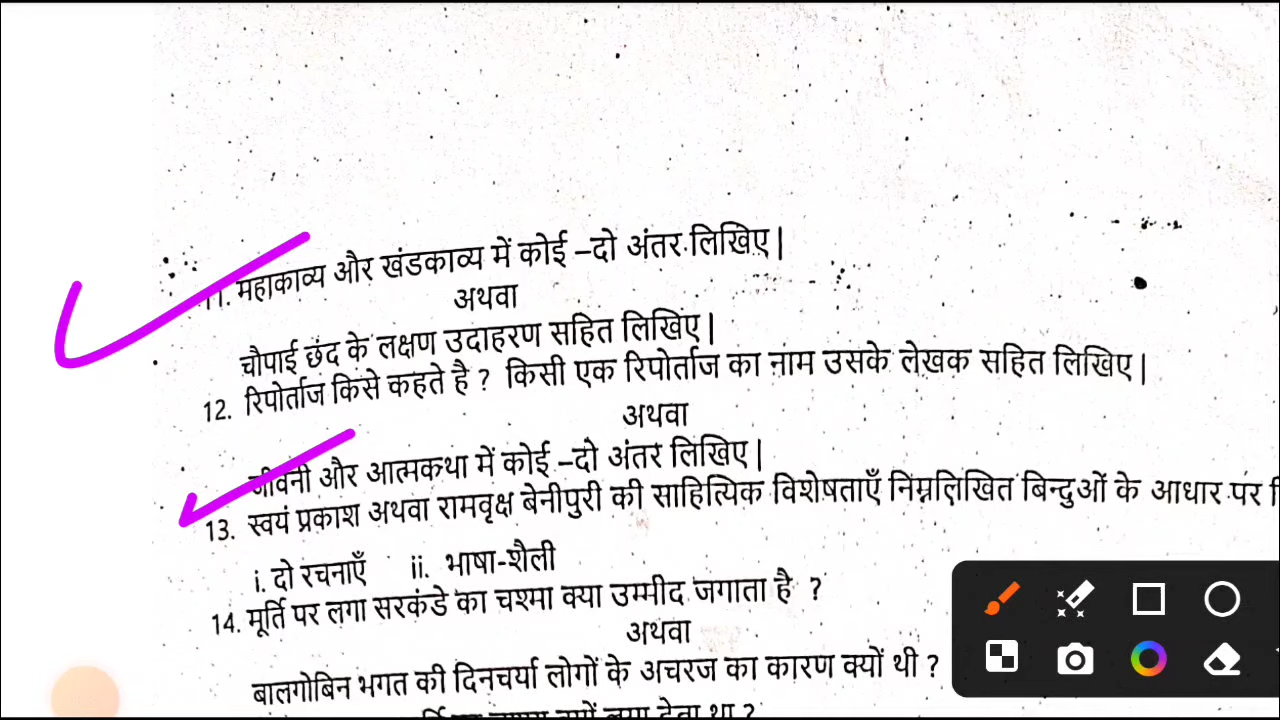 11. महाकाव्य और खंडकाव्य में कोई –दो अंतर लिखिए |
अथवा
चौपाई छंद के लक्षण उदाहरण सहित लिखिए |
12. रिपोर्ताज किसे कहते है ? किसी एक रिपोर्ताज का नाम उसके लेखक सहित लिखिए |
अथवा
जीवनी और आत्मकथा में कोई –दो अंतर लिखिए |
13. स्वयं प्रकाश अथवा रामवृक्ष बेनीपुरी की साहित्यिक विशेषताएँ निम्नलिखित बिन्दुओं के आधार पर
i. दो रचनाएँ ii. भाषा-शैली
14. मूर्ति पर लगा सरकंडे का चश्मा क्या उम्मीद जगाता है ?
अथवा
बालगोबिन भगत की दिनचर्या लोगों के अचरज का कारण क्यों थी ?